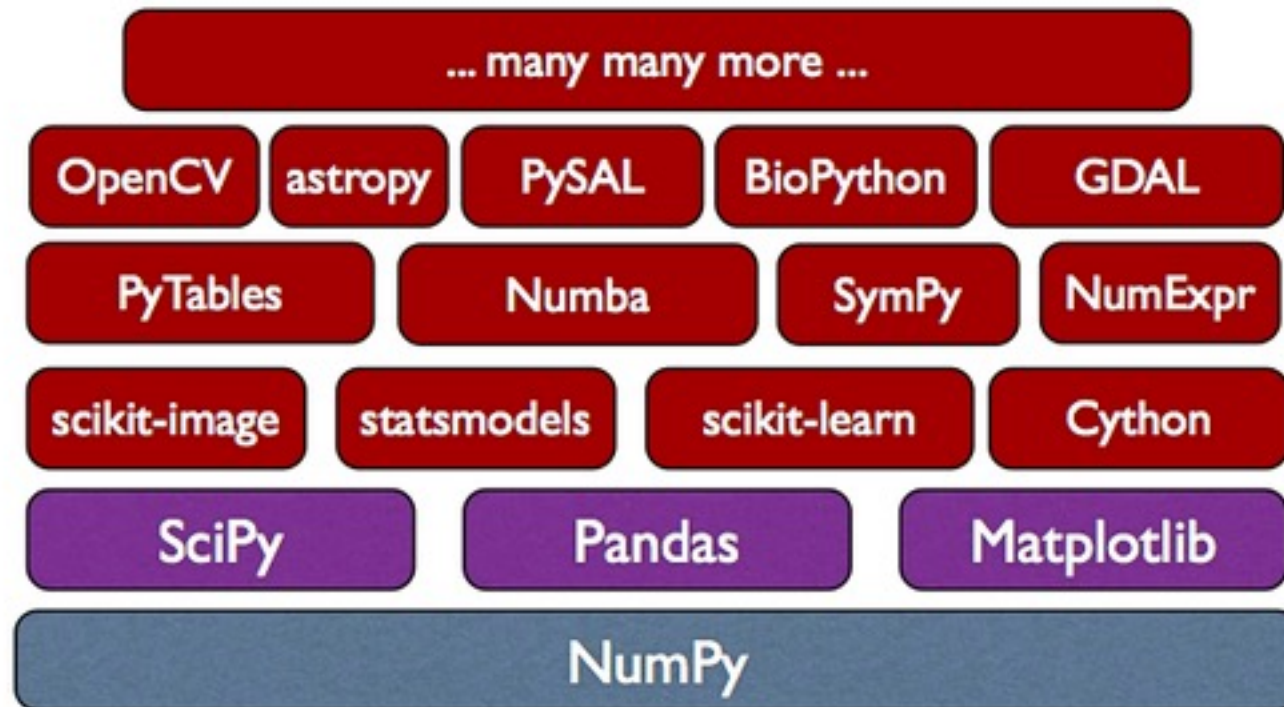 ... many many more ...
OpenCV astropy PySAL BioPython GDAL
PyTables Numba SymPy NumExpr
scikit-image statsmodels scikit-learn Cython
SciPy Pandas Matplotlib
NumPy